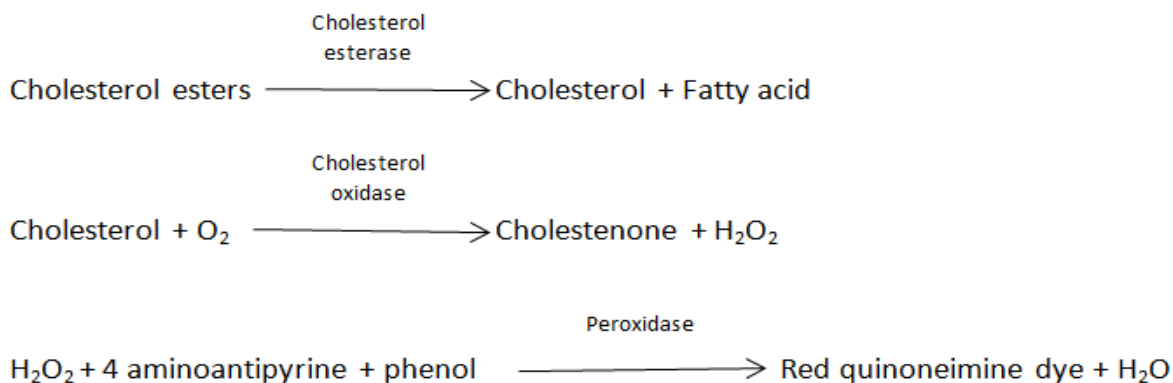 Cholesterol
esterase
Cholesterol esters Cholesterol + Fatty acid
Cholesterol
oxidase
Cholesterol + O₂ Cholestenone + H₂O₂
Peroxidase
H₂O₂ + 4 aminoantipyrine + phenol Red quinoneimine dye + H₂O